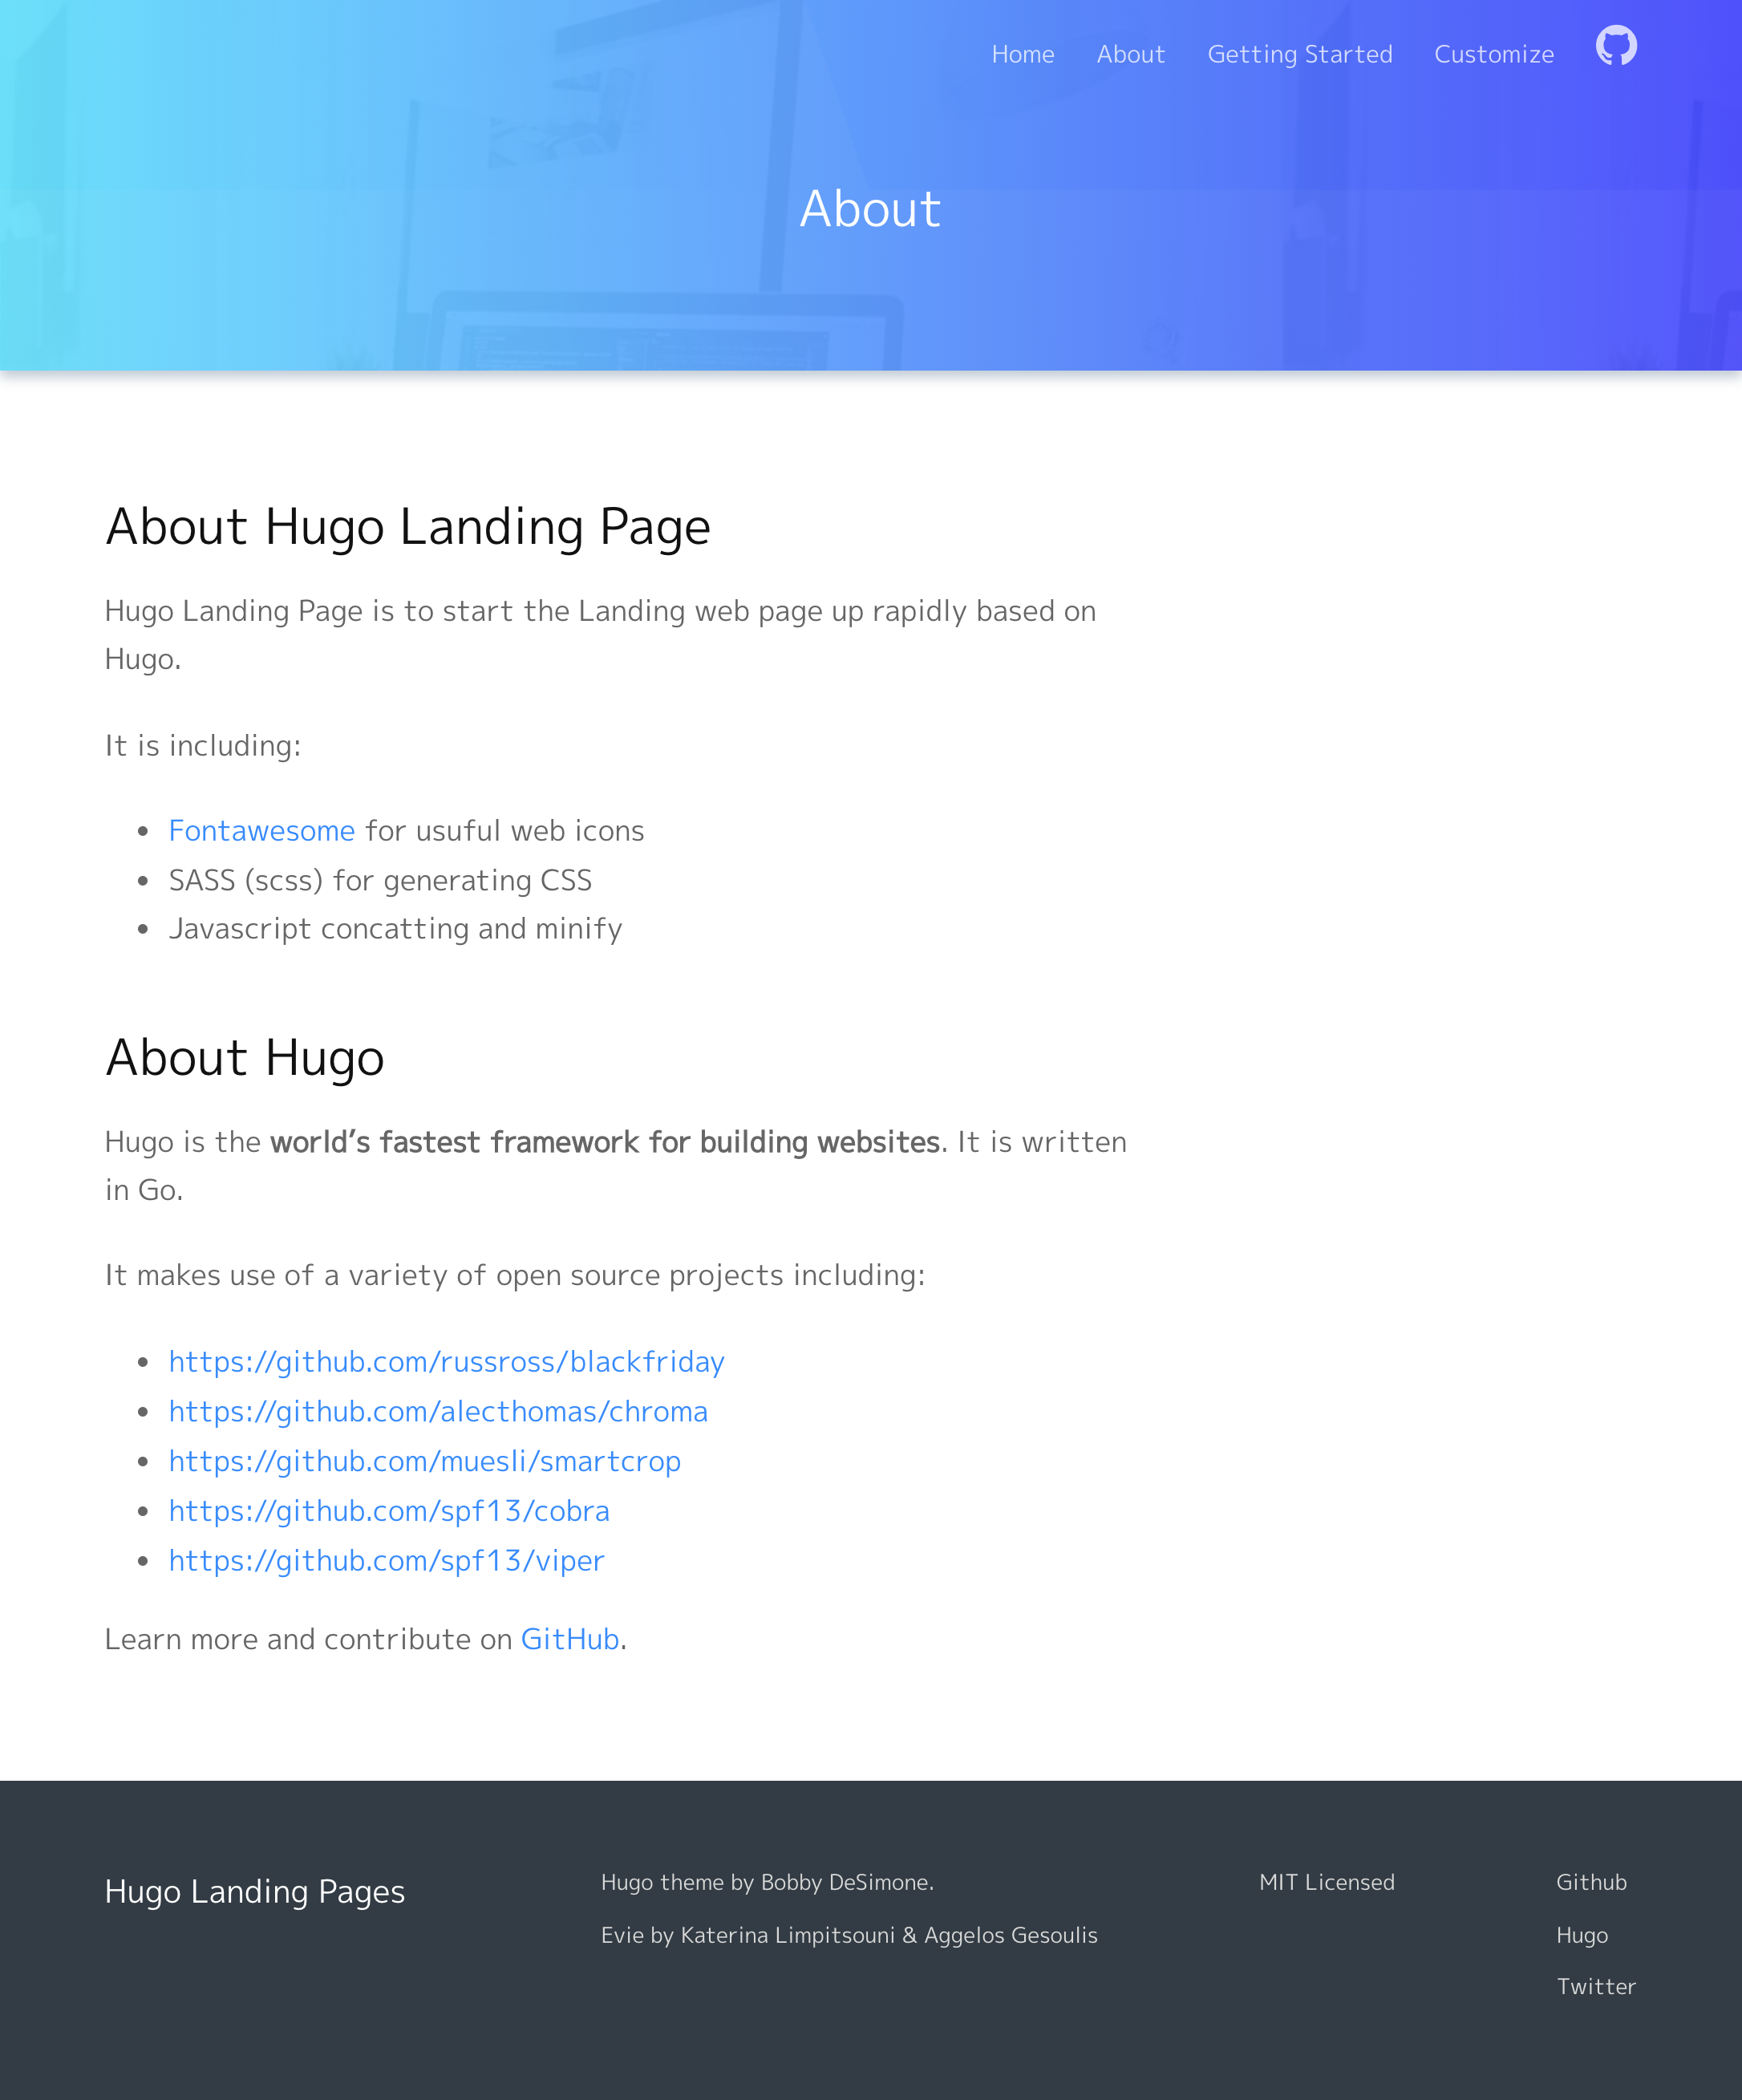 Home About Getting Started Customize
About
About Hugo Landing Page
Hugo Landing Page is to start the Landing web page up rapidly based on
Hugo.
It is including:
• Fontawesome for usuful web icons
• SASS (scss) for generating CSS
• Javascript concatting and minify
About Hugo
Hugo is the world’s fastest framework for building websites. It is written
in Go.
It makes use of a variety of open source projects including:
• https://github.com/russross/blackfriday
• https://github.com/alecthomas/chroma
• https://github.com/muesli/smartcrop
• https://github.com/spf13/cobra
• https://github.com/spf13/viper
Learn more and contribute on GitHub.
Hugo Landing Pages
Hugo theme by Bobby DeSimone.
Evie by Katerina Limpitsouni & Aggelos Gesoulis
MIT Licensed
Github
Hugo
Twitter